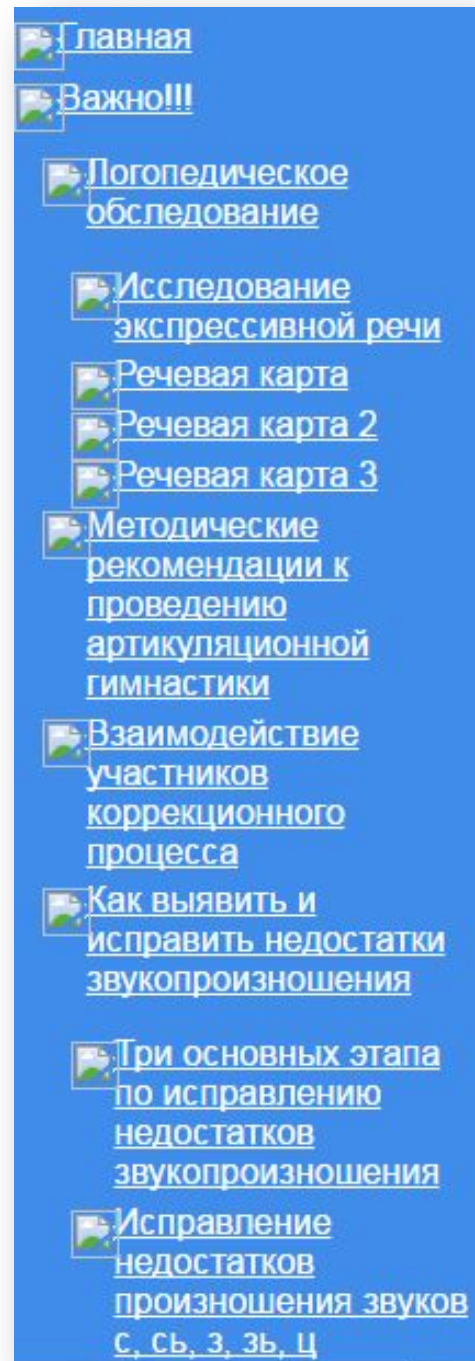 Главная
Важно!!!
Логопедическое
обследование
Исследование
экспрессивной речи
Речевая карта
Речевая карта 2
Речевая карта 3
Методические
рекомендации к
проведению
артикуляционной
гимнастики
Взаимодействие
участников
коррекционного
процесса
Как выявить и
исправить недостатки
звукопроизношения
Три основных этапа
по исправлению
недостатков
звукопроизношения
Исправление
недостатков
произношения звуков
с, сь, з, зь, ц